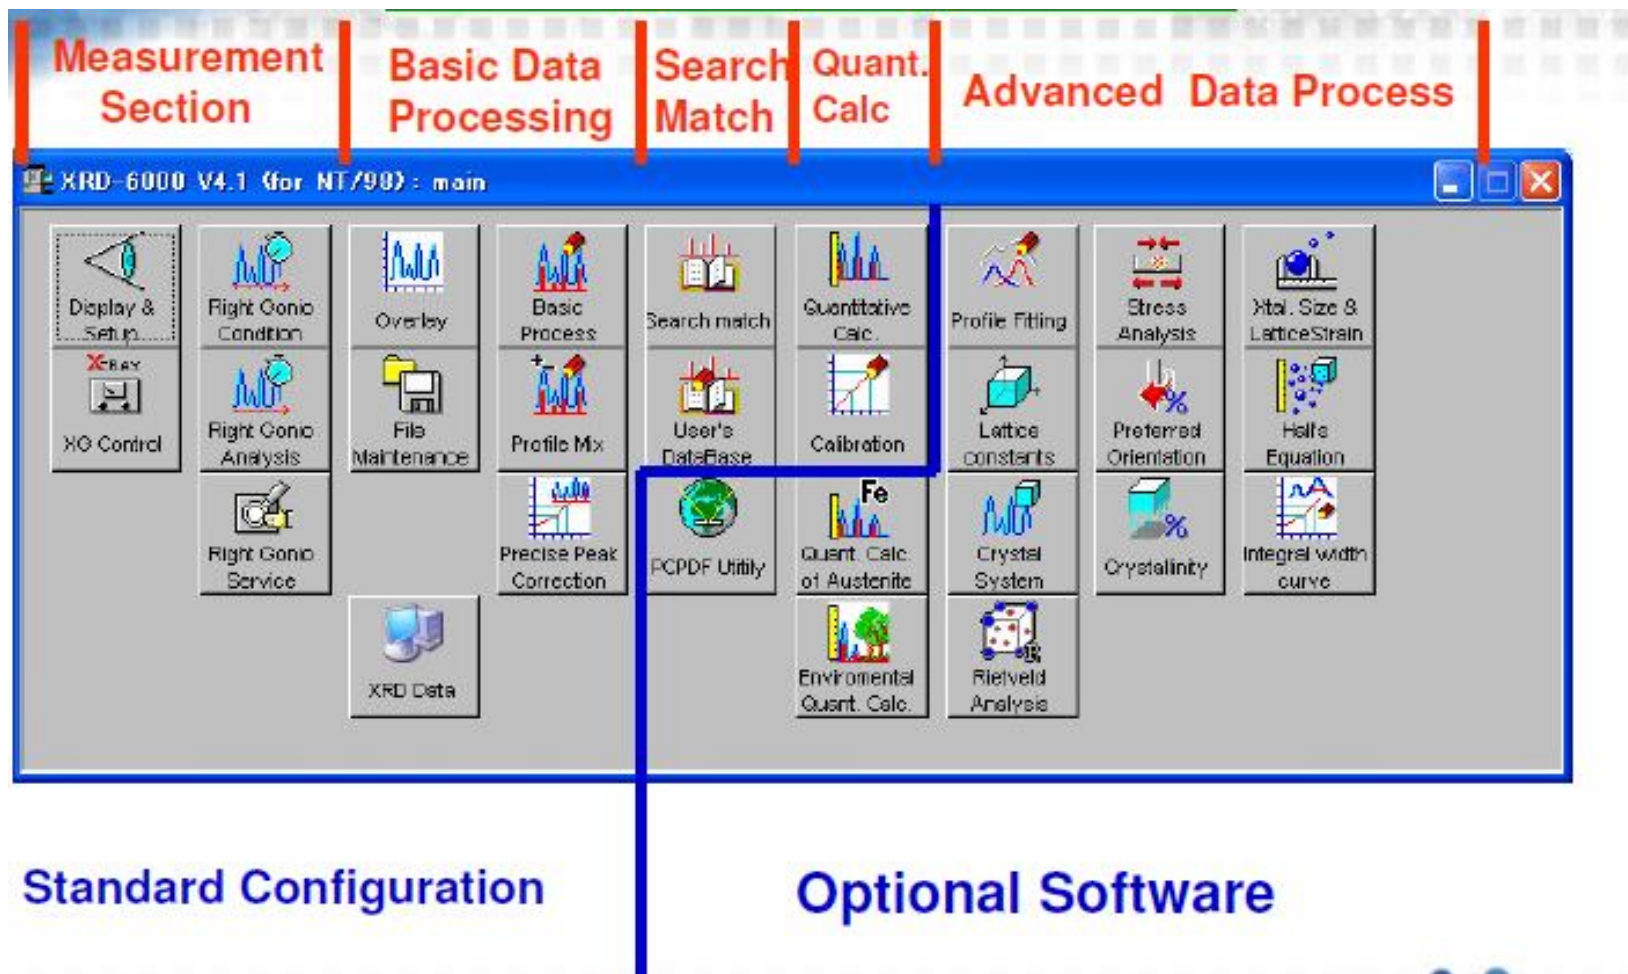 Measurement
Section
Basic Data
Processing
Search
Match
Quant.
Calc
Advanced Data Process
XRD-6000 V4.1 (for NT/98) : main
Display &
Setup
Right Gonio
Condition
Overlay
Basic
Process
Search match
Quantitative
Calc.
Profile Fitting
Stress
Analysis
Xtal. Size &
LatticeStrain
X-RAY
XG Control
Right Gonio
Analysis
File
Maintenance
+-
Profile Mix
User's
DataBase
Calibration
Lattice
constants
%
Preferred
Orientation
Hall's
Equation
Right Gonio
Service
Precise Peak
Correction
PCPDF Utitily
Fe
Quant. Calc.
of Austenite
Crystal
System
%
Crystallinity
Integral width
curve
XRD Data
Enviromental
Quant. Calc.
R
Rietveld
Analysis
Standard Configuration
Optional Software